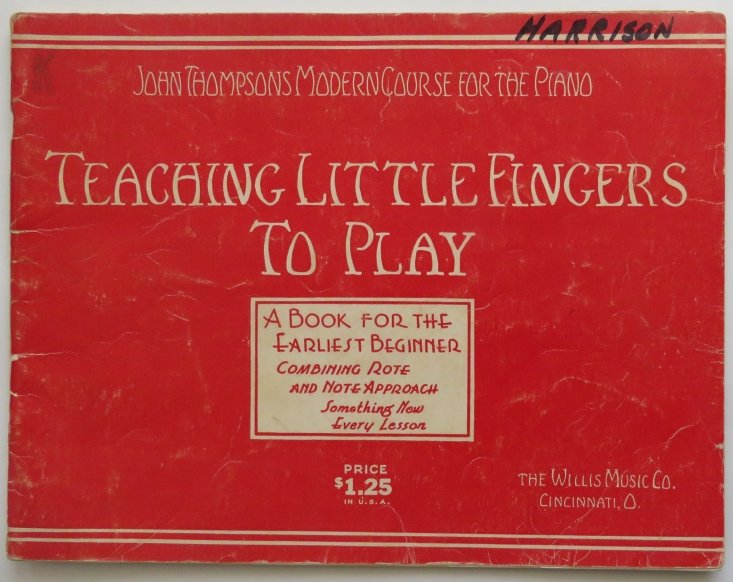 HARRISON
JOHN THOMPSONS MODERN COURSE FOR THE PIANO
TEACHING LITTLE FINGERS
TO PLAY
A BOOK FOR THE
EARLIEST BEGINNER
COMBINING ROTE
AND NOTE APPROACH
Something New
Every Lesson
PRICE
$1.25
IN U.S.A.
THE WILLIS MUSIC CO.
CINCINNATI, O.